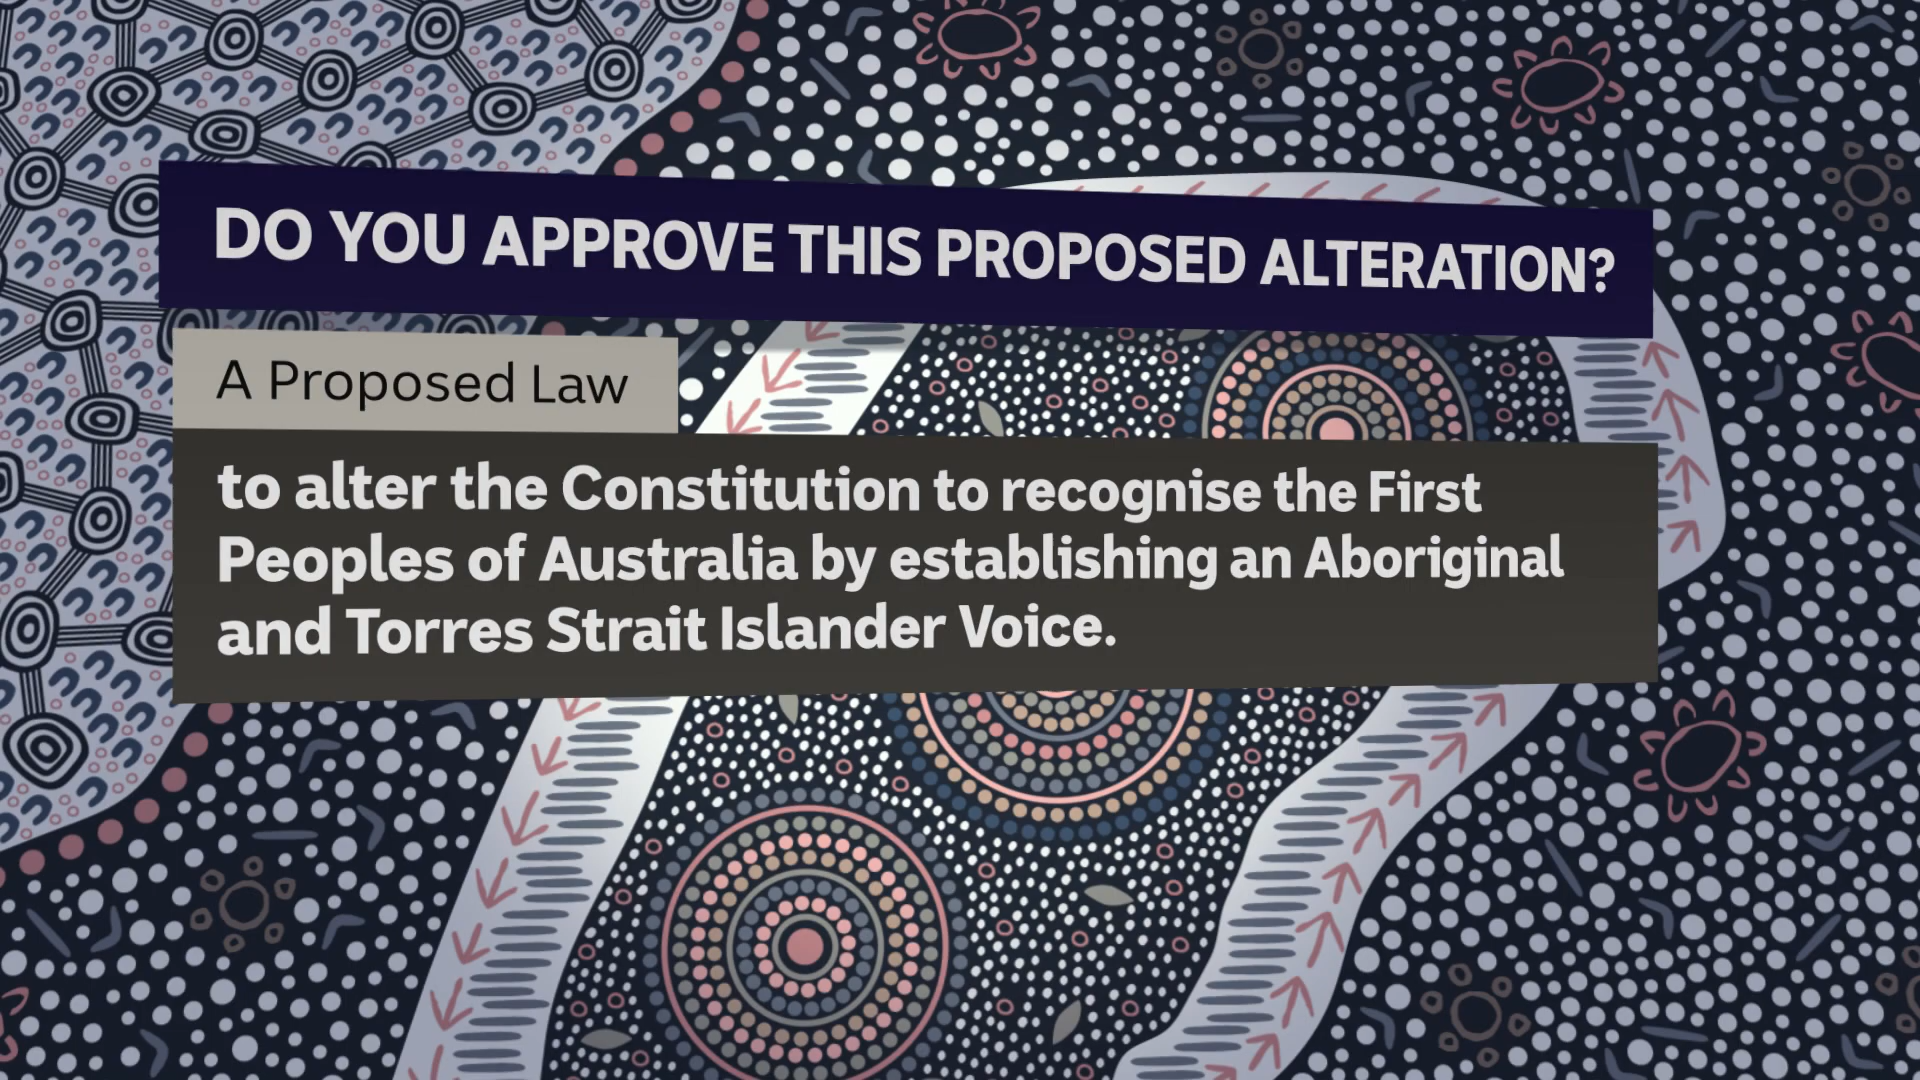 DO YOU APPROVE THIS PROPOSED ALTERATION?
A Proposed Law
to alter the Constitution to recognise the First
Peoples of Australia by establishing an Aboriginal
and Torres Strait Islander Voice.